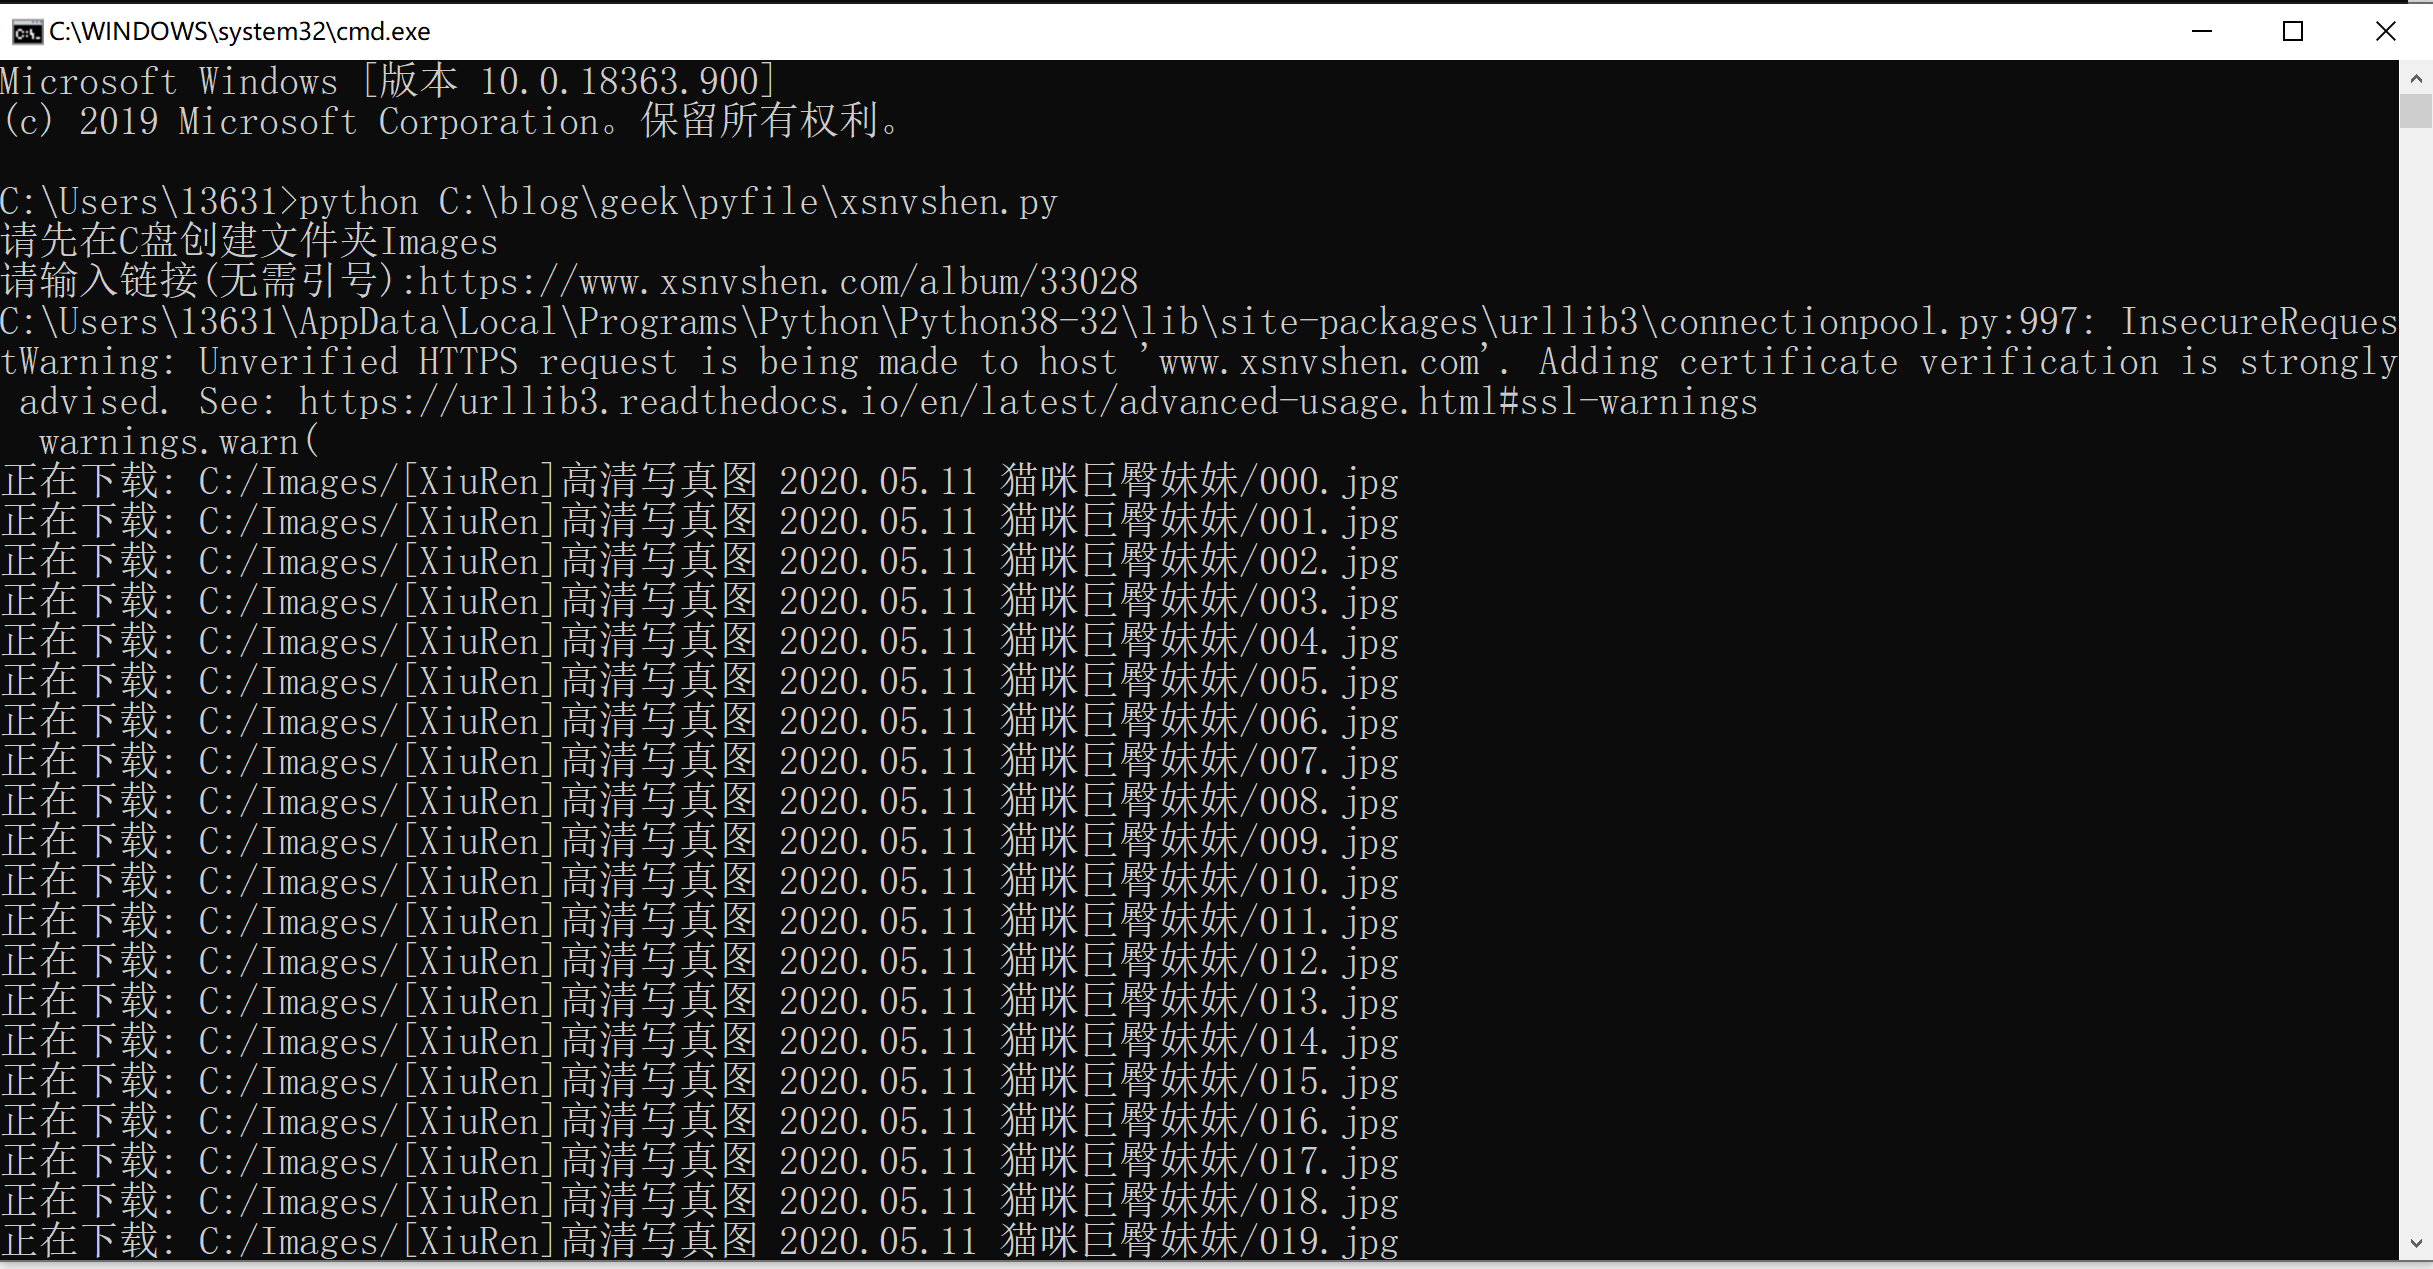 C:\WINDOWS\system32\cmd.exe
Microsoft Windows [版本 10.0.18363.900]
(c) 2019 Microsoft Corporation。保留所有权利。
C:\Users\13631>python C:\blog\geek\pyfile\xsnvshen.py
请先在C盘创建文件夹Images
请输入链接(无需引号):https://www.xsnvshen.com/album/33028
C:\Users\13631\AppData\Local\Programs\Python\Python38-32\lib\site-packages\urllib3\connectionpool.py:997: InsecureReques
tWarning: Unverified HTTPS request is being made to host 'www.xsnvshen.com'. Adding certificate verification is strongly
 advised. See: https://urllib3.readthedocs.io/en/latest/advanced-usage.html#ssl-warnings
  warnings.warn(
正在下载: C:/Images/[XiuRen]高清写真图 2020.05.11 猫咪巨臀妹妹/000.jpg
正在下载: C:/Images/[XiuRen]高清写真图 2020.05.11 猫咪巨臀妹妹/001.jpg
正在下载: C:/Images/[XiuRen]高清写真图 2020.05.11 猫咪巨臀妹妹/002.jpg
正在下载: C:/Images/[XiuRen]高清写真图 2020.05.11 猫咪巨臀妹妹/003.jpg
正在下载: C:/Images/[XiuRen]高清写真图 2020.05.11 猫咪巨臀妹妹/004.jpg
正在下载: C:/Images/[XiuRen]高清写真图 2020.05.11 猫咪巨臀妹妹/005.jpg
正在下载: C:/Images/[XiuRen]高清写真图 2020.05.11 猫咪巨臀妹妹/006.jpg
正在下载: C:/Images/[XiuRen]高清写真图 2020.05.11 猫咪巨臀妹妹/007.jpg
正在下载: C:/Images/[XiuRen]高清写真图 2020.05.11 猫咪巨臀妹妹/008.jpg
正在下载: C:/Images/[XiuRen]高清写真图 2020.05.11 猫咪巨臀妹妹/009.jpg
正在下载: C:/Images/[XiuRen]高清写真图 2020.05.11 猫咪巨臀妹妹/010.jpg
正在下载: C:/Images/[XiuRen]高清写真图 2020.05.11 猫咪巨臀妹妹/011.jpg
正在下载: C:/Images/[XiuRen]高清写真图 2020.05.11 猫咪巨臀妹妹/012.jpg
正在下载: C:/Images/[XiuRen]高清写真图 2020.05.11 猫咪巨臀妹妹/013.jpg
正在下载: C:/Images/[XiuRen]高清写真图 2020.05.11 猫咪巨臀妹妹/014.jpg
正在下载: C:/Images/[XiuRen]高清写真图 2020.05.11 猫咪巨臀妹妹/015.jpg
正在下载: C:/Images/[XiuRen]高清写真图 2020.05.11 猫咪巨臀妹妹/016.jpg
正在下载: C:/Images/[XiuRen]高清写真图 2020.05.11 猫咪巨臀妹妹/017.jpg
正在下载: C:/Images/[XiuRen]高清写真图 2020.05.11 猫咪巨臀妹妹/018.jpg
正在下载: C:/Images/[XiuRen]高清写真图 2020.05.11 猫咪巨臀妹妹/019.jpg